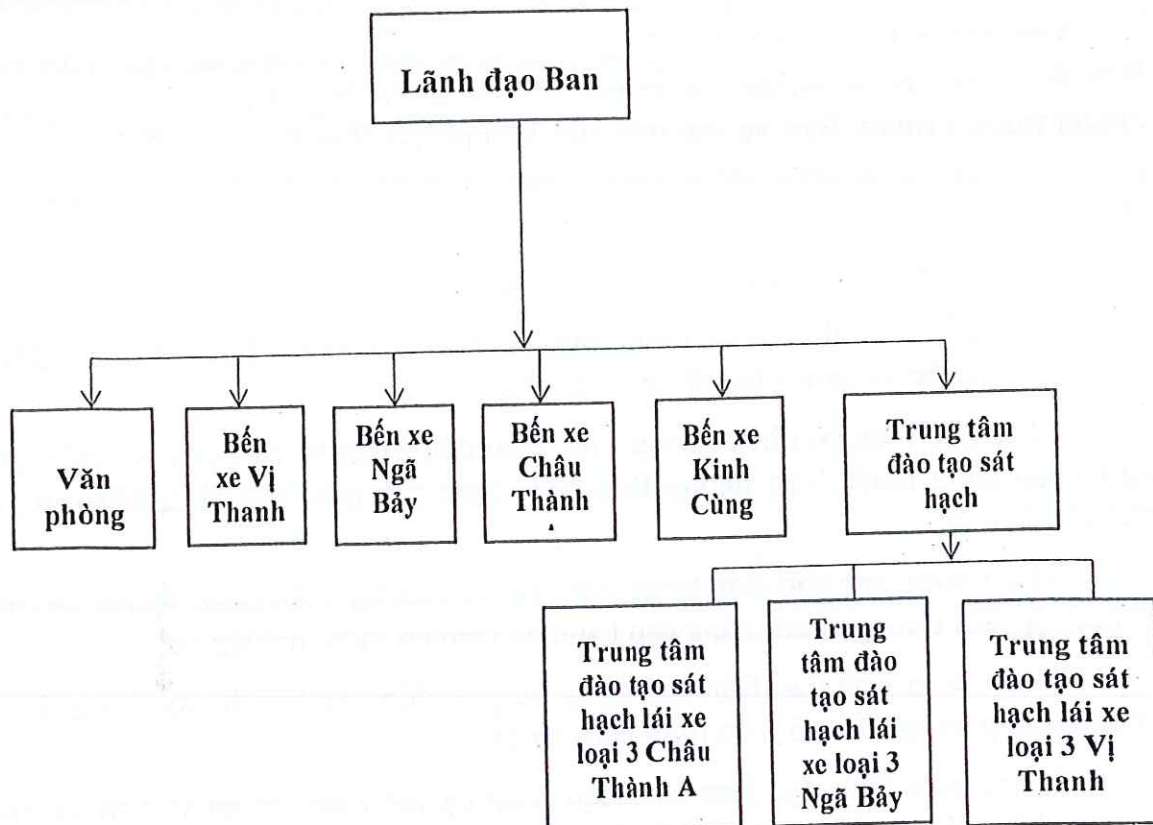 Lãnh đạo Ban
Văn
phòng
Bến
xe Vị
Thanh
Bến xe
Ngã
Bảy
Bến xe
Châu
Thành
Bến xe
Kinh
Cùng
Trung tâm
đào tạo sát
hạch
Trung tâm
đào tạo sát
hạch lái xe
loại 3 Châu
Thành A
Trung
tâm đào
tạo sát
hạch lái
xe loại 3
Ngã Bảy
Trung tâm
đào tạo sát
hạch lái xe
loại 3 Vị
Thanh